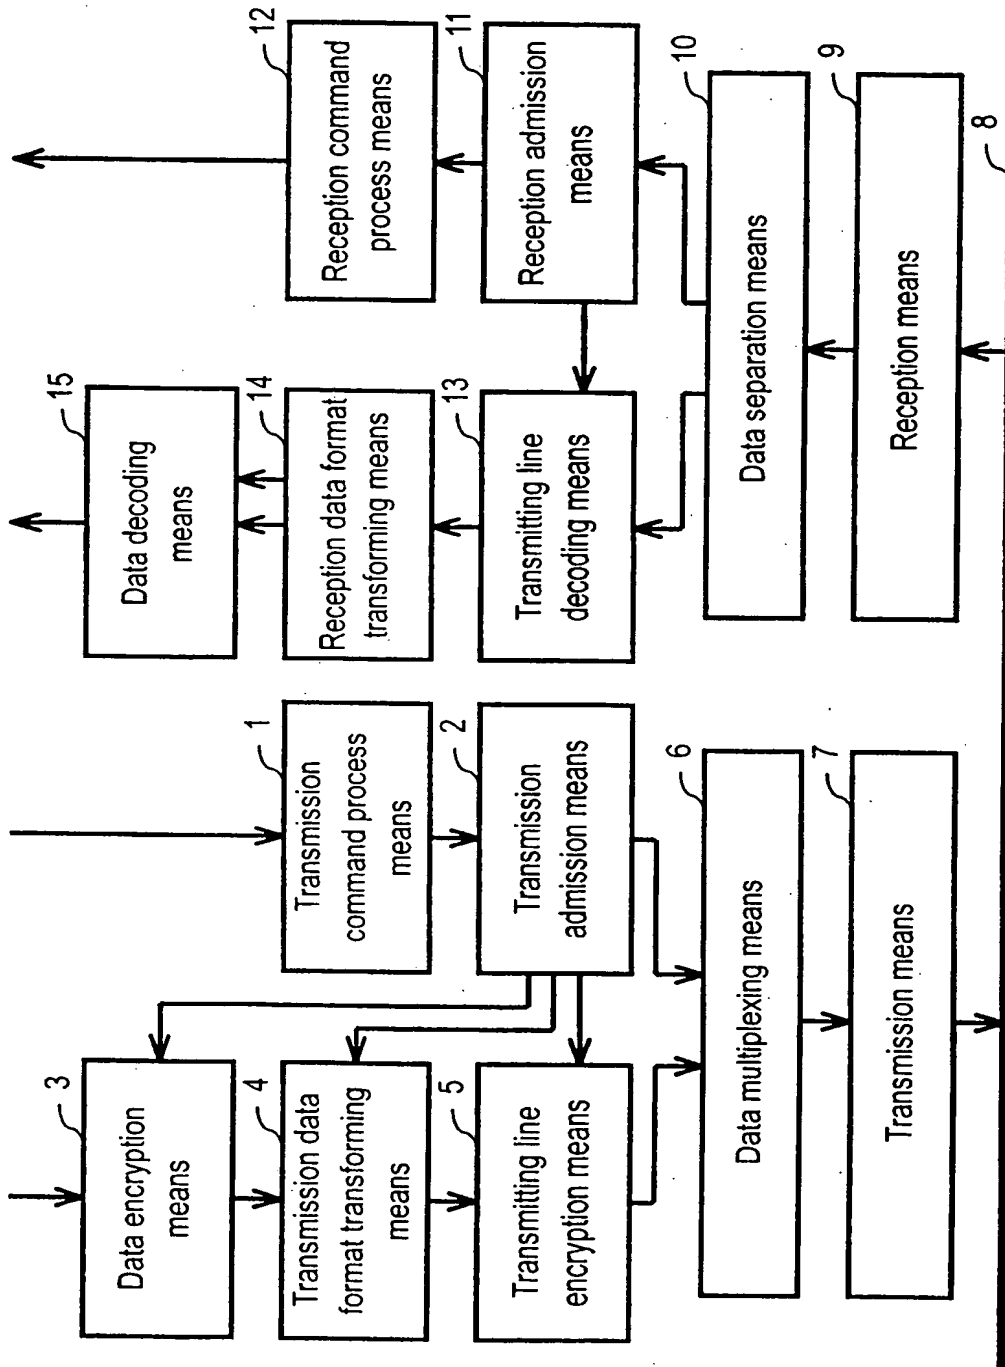 3
Data encryption
means
4
Transmission data
format transforming
means
5
Transmitting line
encryption means
1
Transmission
command process
means
2
Transmission
admission means
6
Data multiplexing means
7
Transmission means
15
Data decoding
means
14
Reception data format
transforming means
13
Transmitting line
decoding means
12
Reception command
process means
11
Reception admission
means
10
Data separation means
9
Reception means
8